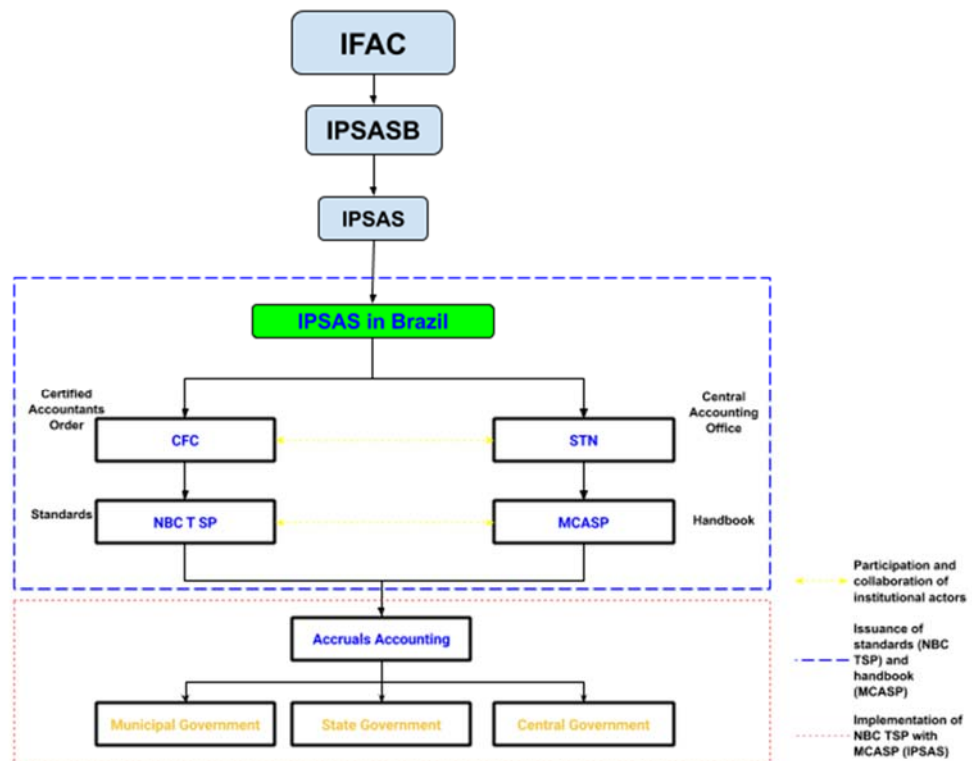 IFAC
IPSASB
IPSAS
IPSAS in Brazil
Certified
Accountants
Order
CFC
STN
Central
Accounting
Office
Standards
NBC T SP
MCASP
Handbook
Accruals Accounting
Municipal Government
State Government
Central Government
Participation and
collaboration of
institutional actors
Issuance of
standards (NBC
TSP) and
handbook
(MCASP)
Implementation of
NBC TSP with
MCASP (IPSAS)